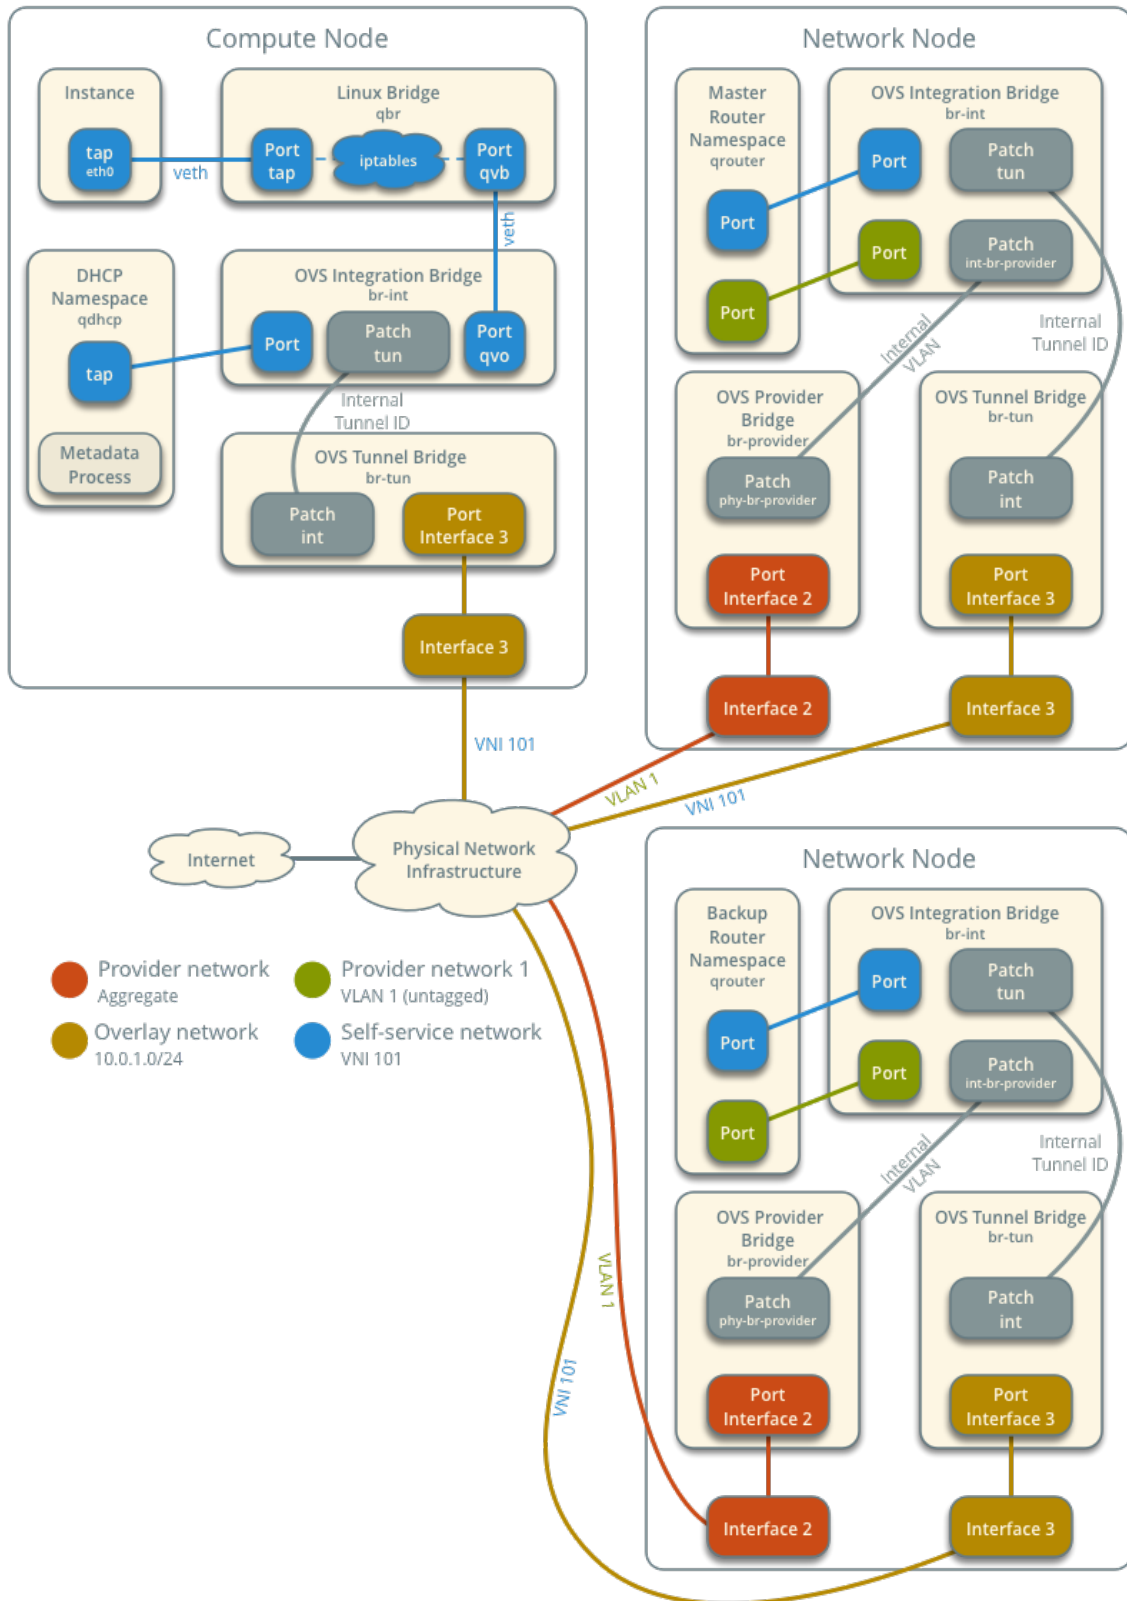 Compute Node
Instance
tap
eth0
veth
Linux Bridge
qbr
Port
tap
iptables
Port
qvb
veth
DHCP
Namespace
qdhcp
tap
Metadata
Process
OVS Integration Bridge
br-int
Port
Patch
tun
Port
qvo
Internal
Tunnel ID
OVS Tunnel Bridge
br-tun
Patch
int
Port
Interface 3
Interface 3
VNI 101
Network Node
Master
Router
Namespace
qrouter
Port
Port
OVS Integration Bridge
br-int
Port
Patch
tun
Port
Patch
int-br-provider
Internal
VLAN
Internal
Tunnel ID
OVS Provider
Bridge
br-provider
Patch
phy-br-provider
Port
Interface 2
OVS Tunnel Bridge
br-tun
Patch
int
Port
Interface 3
Interface 2
Interface 3
VLAN 1
VNI 101
Internet
Physical Network
Infrastructure
Provider network
Aggregate
Provider network 1
VLAN 1 (untagged)
Overlay network
10.0.1.0/24
Self-service network
VNI 101
Network Node
Backup
Router
Namespace
qrouter
Port
Port
OVS Integration Bridge
br-int
Port
Patch
tun
Port
Patch
int-br-provider
Internal
VLAN
Internal
Tunnel ID
OVS Provider
Bridge
br-provider
Patch
phy-br-provider
Port
Interface 2
OVS Tunnel Bridge
br-tun
Patch
int
Port
Interface 3
VLAN 1
VNI 101
Interface 2
Interface 3